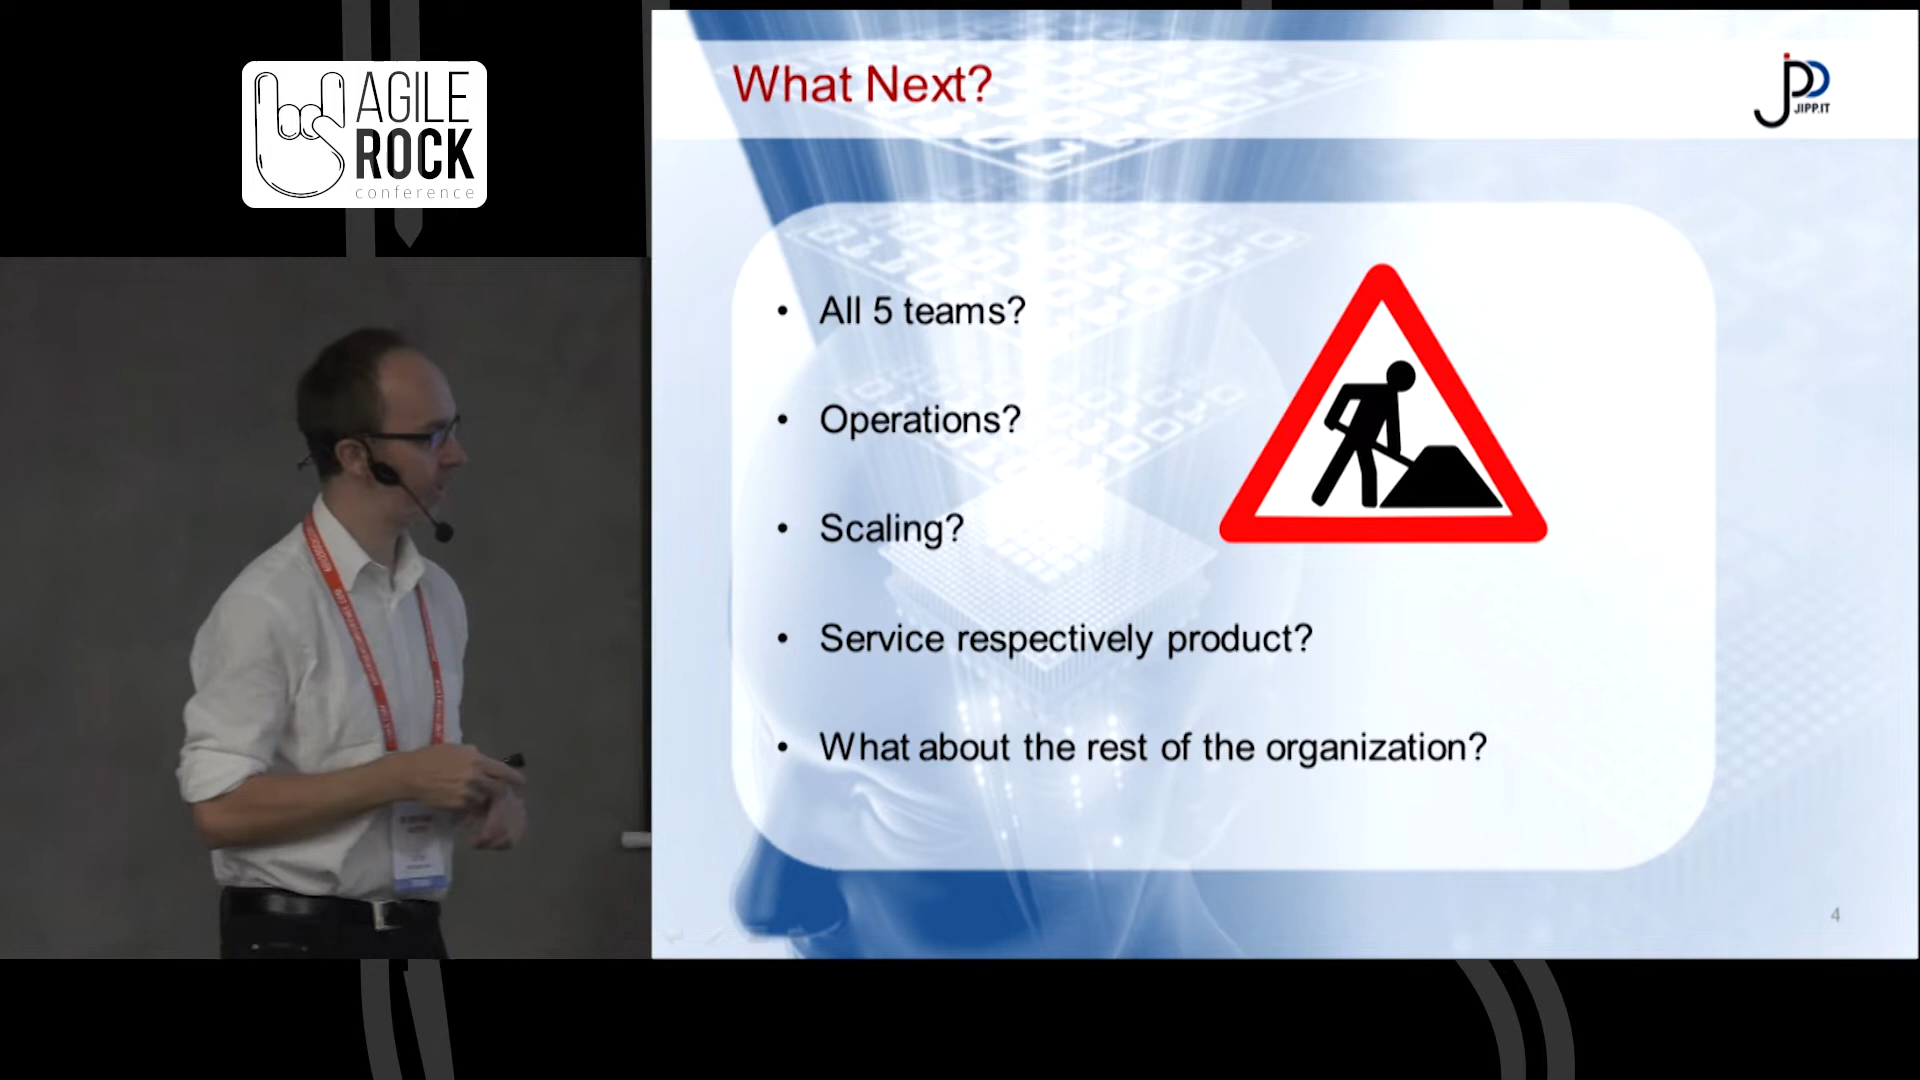 AGILE
ROCK
conference
What Next?
JIPP.IT
• All 5 teams?
• Operations?
• Scaling?
• Service respectively product?
• What about the rest of the organization?
4